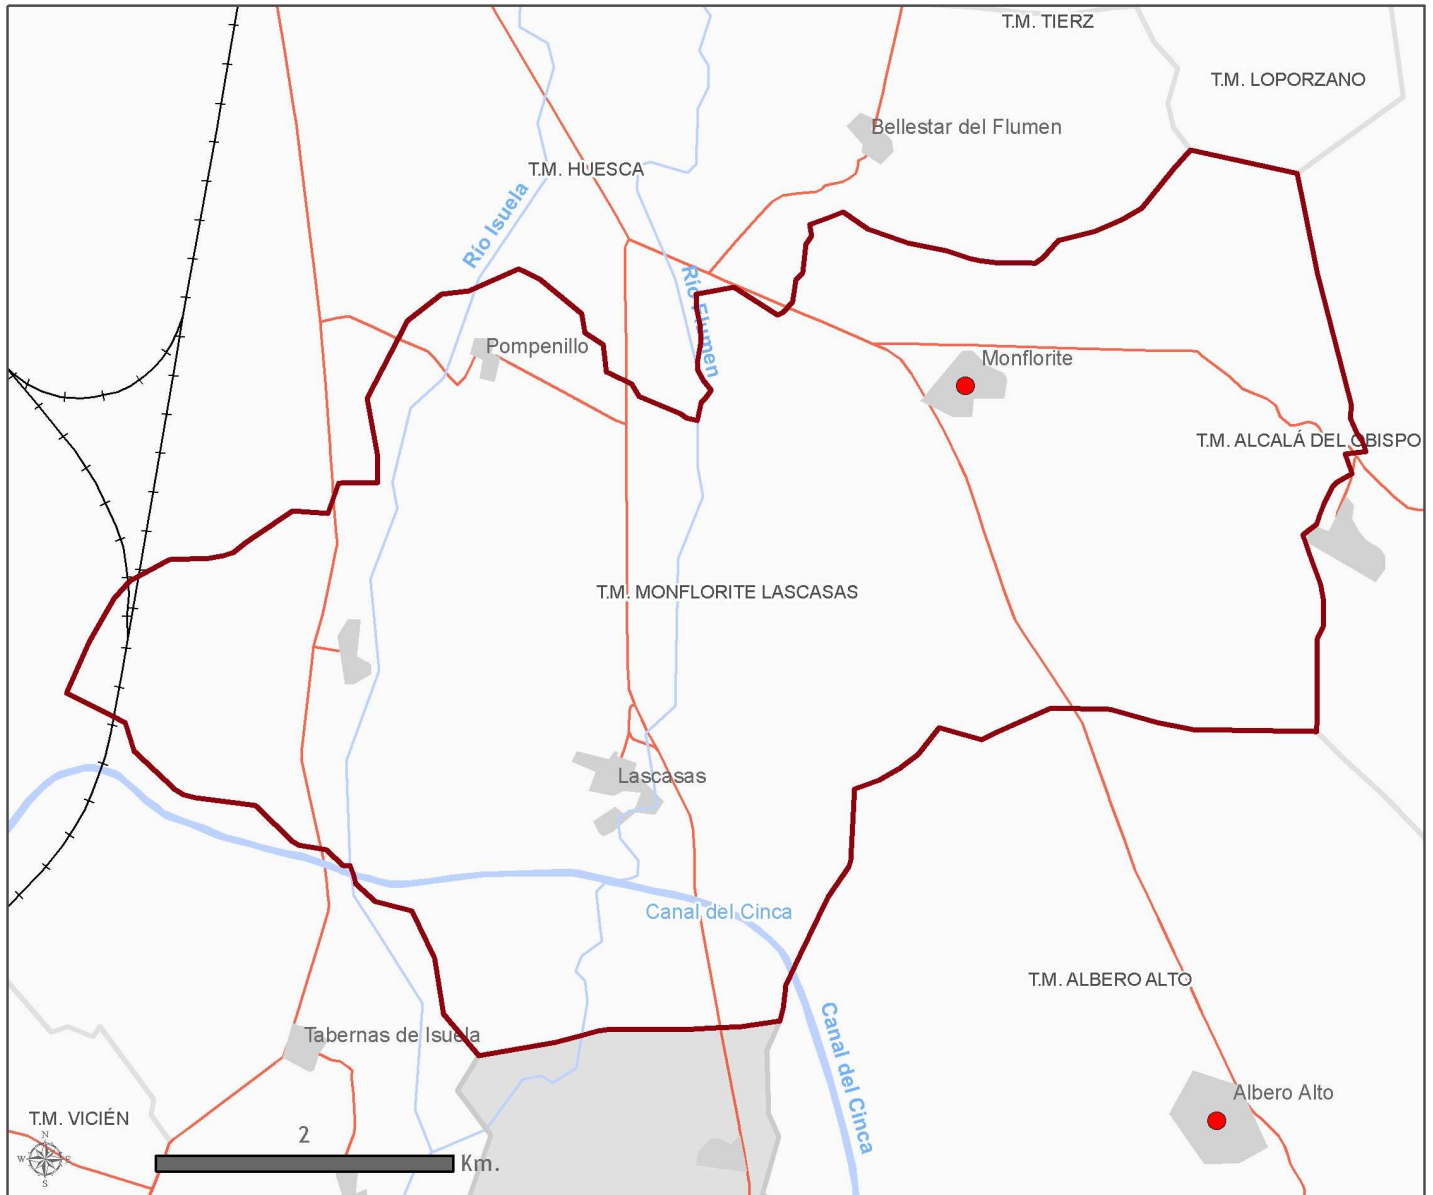 T.M. TIERZ
T.M. LOPORZANO
Bellestar del Flumen
T.M. HUESCA
Río Isuela
Río Flumen
Pompenillo
Monflorite
T.M. ALCALÁ DEL OBISPO
T.M. MONFLORITE LASCASAS
Lascasas
Canal del Cinca
T.M. ALBERO ALTO
Canal del Cinca
Tabernas de Isuela
Albero Alto
T.M. VICIÉN
2
Km.
N
W E
S